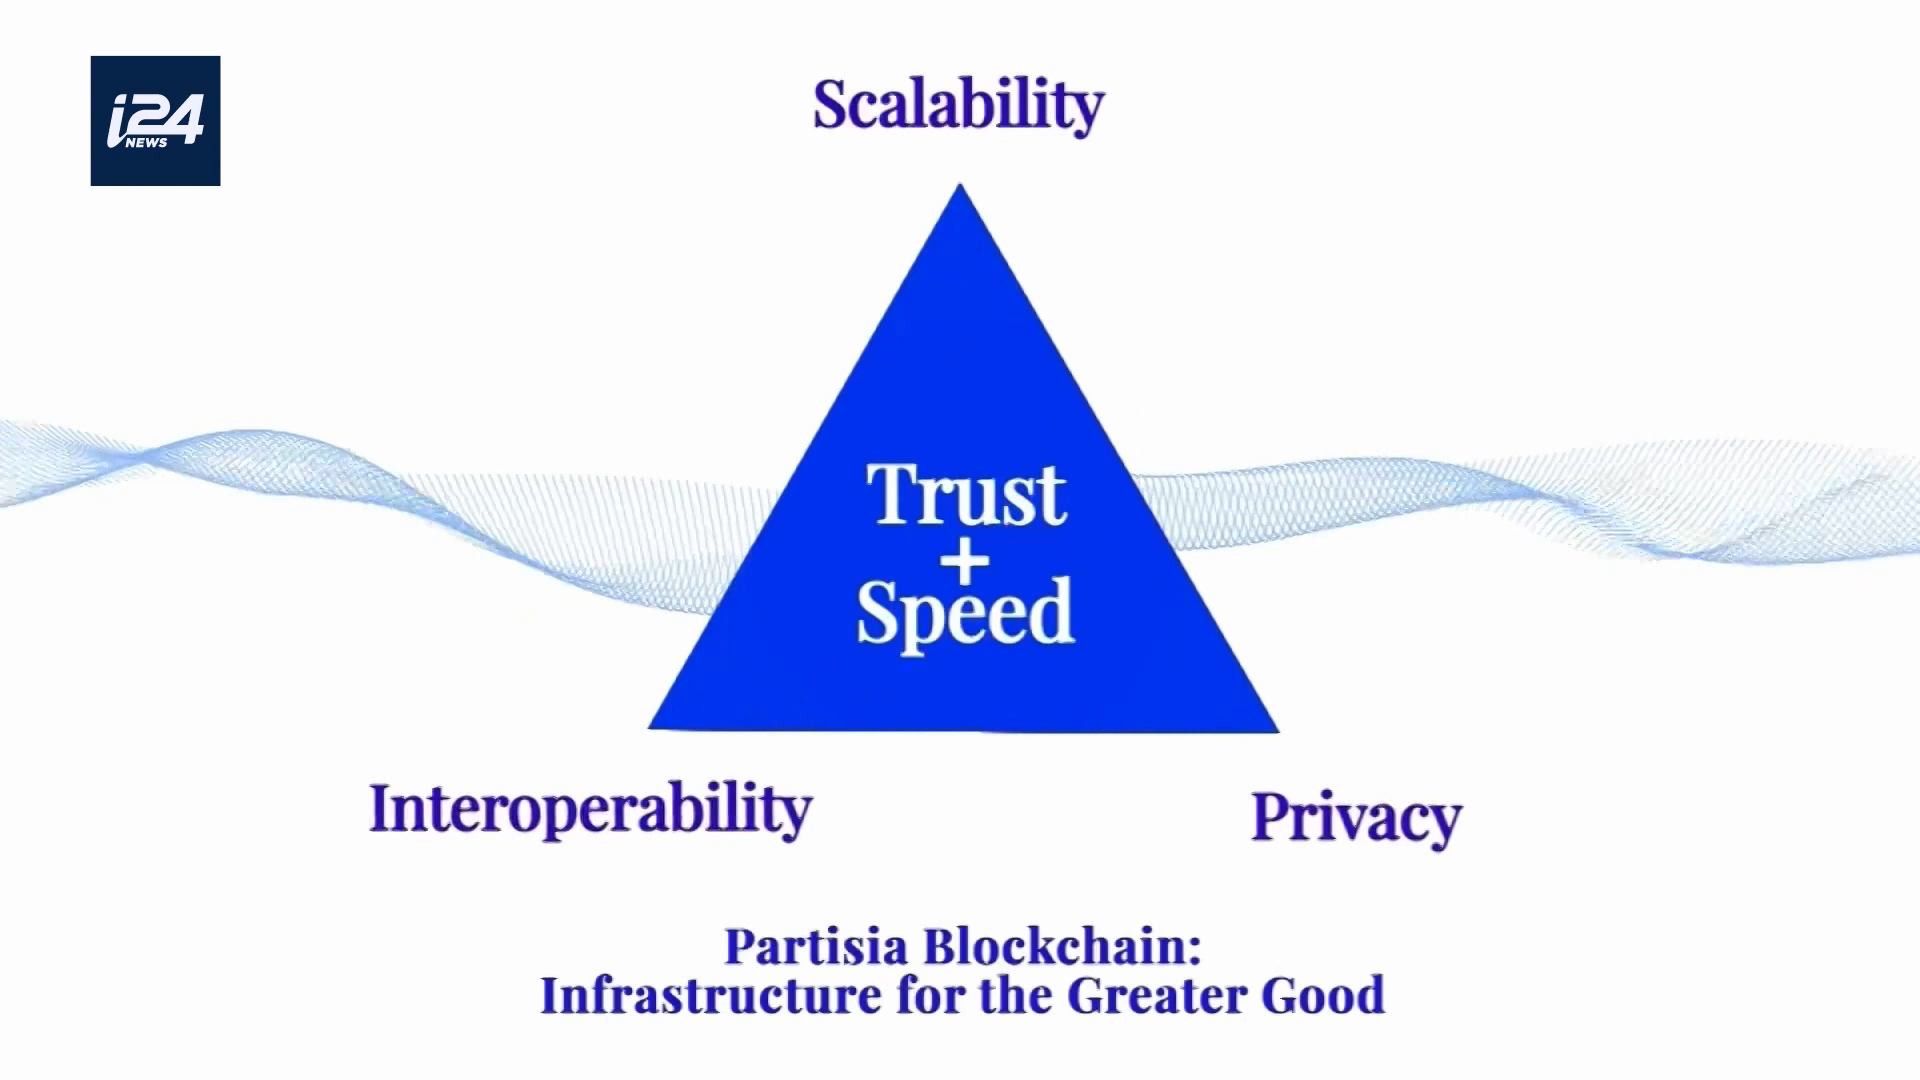 i24
NEWS
Scalability
Trust
+
Speed
Interoperability
Privacy
Partisia Blockchain:
Infrastructure for the Greater Good